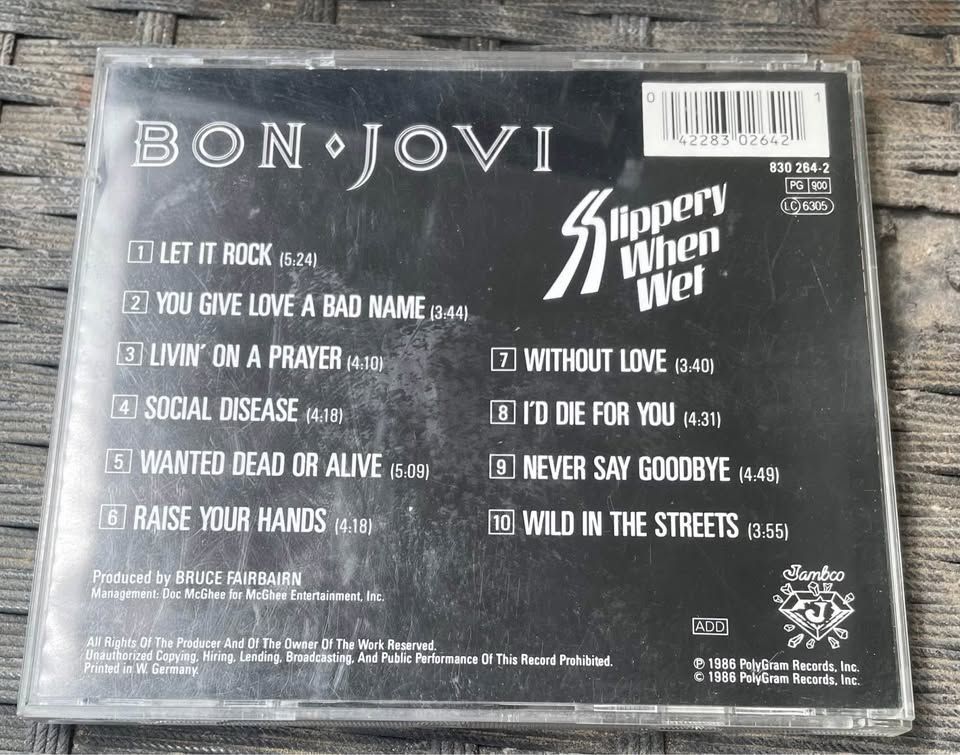 BON JOVI
0 1
42283 02642
830 264-2
PG 900
LC 6305
Slippery
When
Wet
1 LET IT ROCK (5:24)
2 YOU GIVE LOVE A BAD NAME (3:44)
3 LIVIN' ON A PRAYER (4:10)
4 SOCIAL DISEASE (4:18)
5 WANTED DEAD OR ALIVE (5:09)
6 RAISE YOUR HANDS (4:18)
7 WITHOUT LOVE (3:40)
8 I'D DIE FOR YOU (4:31)
9 NEVER SAY GOODBYE (4:49)
10 WILD IN THE STREETS (3:55)
Produced by BRUCE FAIRBAIRN
Management: Doc McGhee for McGhee Entertainment, Inc.
All Rights Of The Producer And Of The Owner Of The Work Reserved.
Unauthorized Copying, Hiring, Lending, Broadcasting, And Public Performance Of This Record Prohibited.
Printed in W. Germany.
ADD
Jambco
J
℗ 1986 PolyGram Records, Inc.
© 1986 PolyGram Records, Inc.